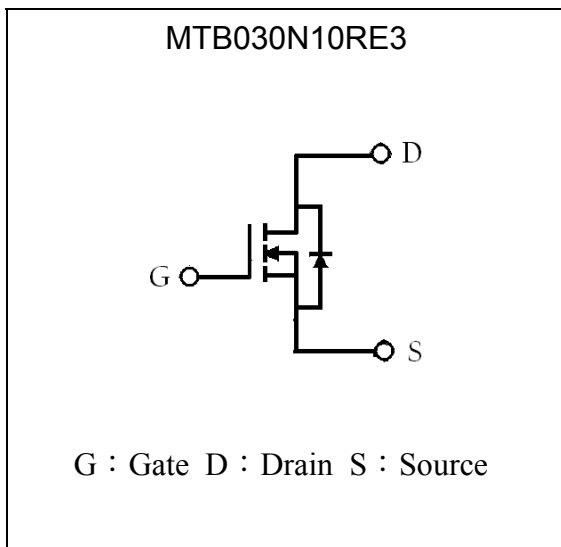 MTB030N10RE3
D
G
S
G：Gate D：Drain S：Source